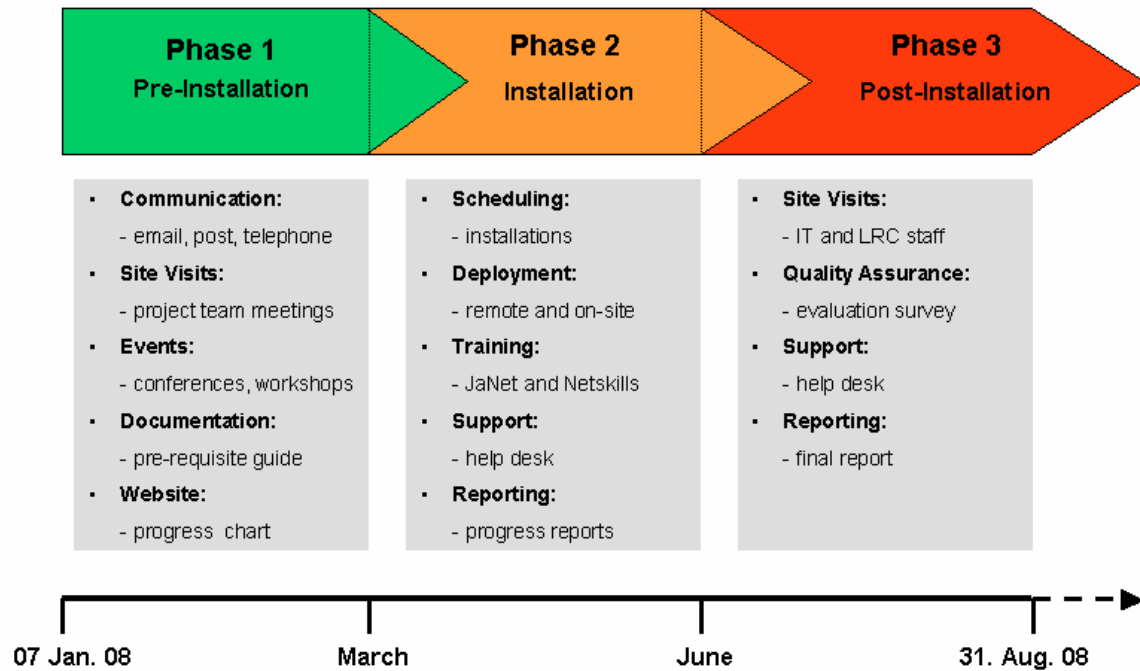 Phase 1
Pre-Installation
Phase 2
Installation
Phase 3
Post-Installation
▪ Communication:
- email, post, telephone
▪ Site Visits:
- project team meetings
▪ Events:
- conferences, workshops
▪ Documentation:
- pre-requisite guide
▪ Website:
- progress chart
▪ Scheduling:
- installations
▪ Deployment:
- remote and on-site
▪ Training:
- JaNet and Netskills
▪ Support:
- help desk
▪ Reporting:
- progress reports
▪ Site Visits:
- IT and LRC staff
▪ Quality Assurance:
- evaluation survey
▪ Support:
- help desk
▪ Reporting:
- final report
07 Jan. 08
March
June
31. Aug. 08